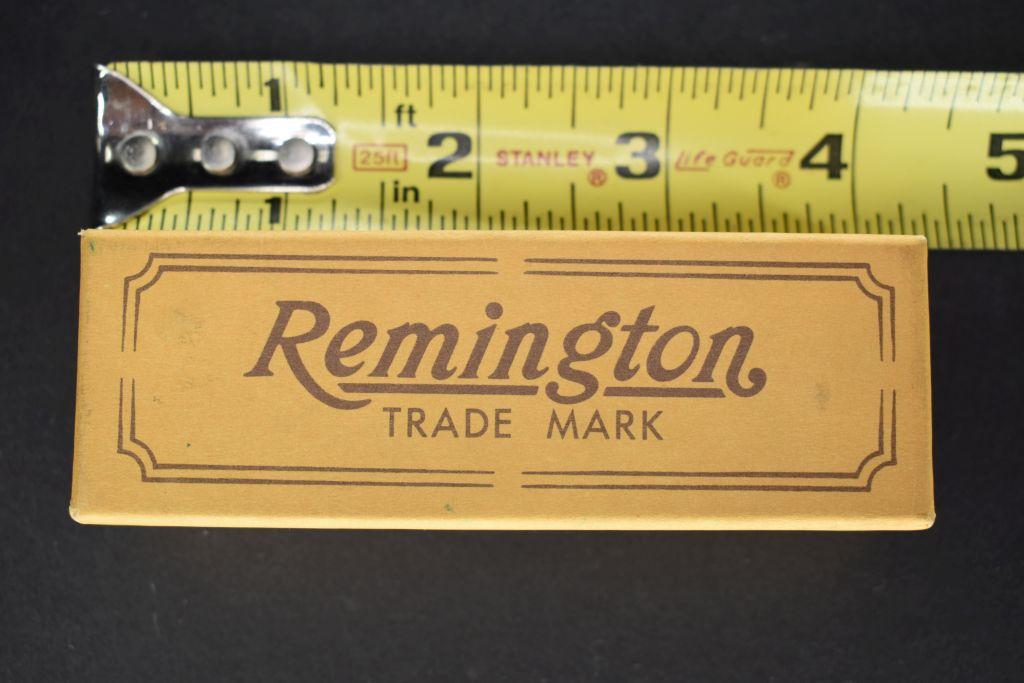 1 ft 2 3 4 5
25ft STANLEY® Life Guard®
1 in
Remington
TRADE MARK